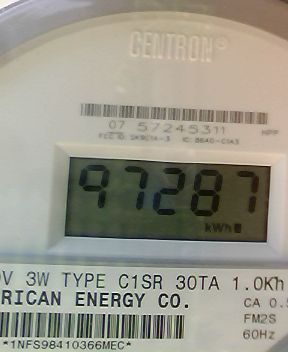 CENTRON®
07 57245311
HPP
97287
kWh
V 3W TYPE C1SR 30TA 1.0Kh
RICAN ENERGY CO.
CA 0.5
FM2S
60Hz
*1NFS98410366MEC*